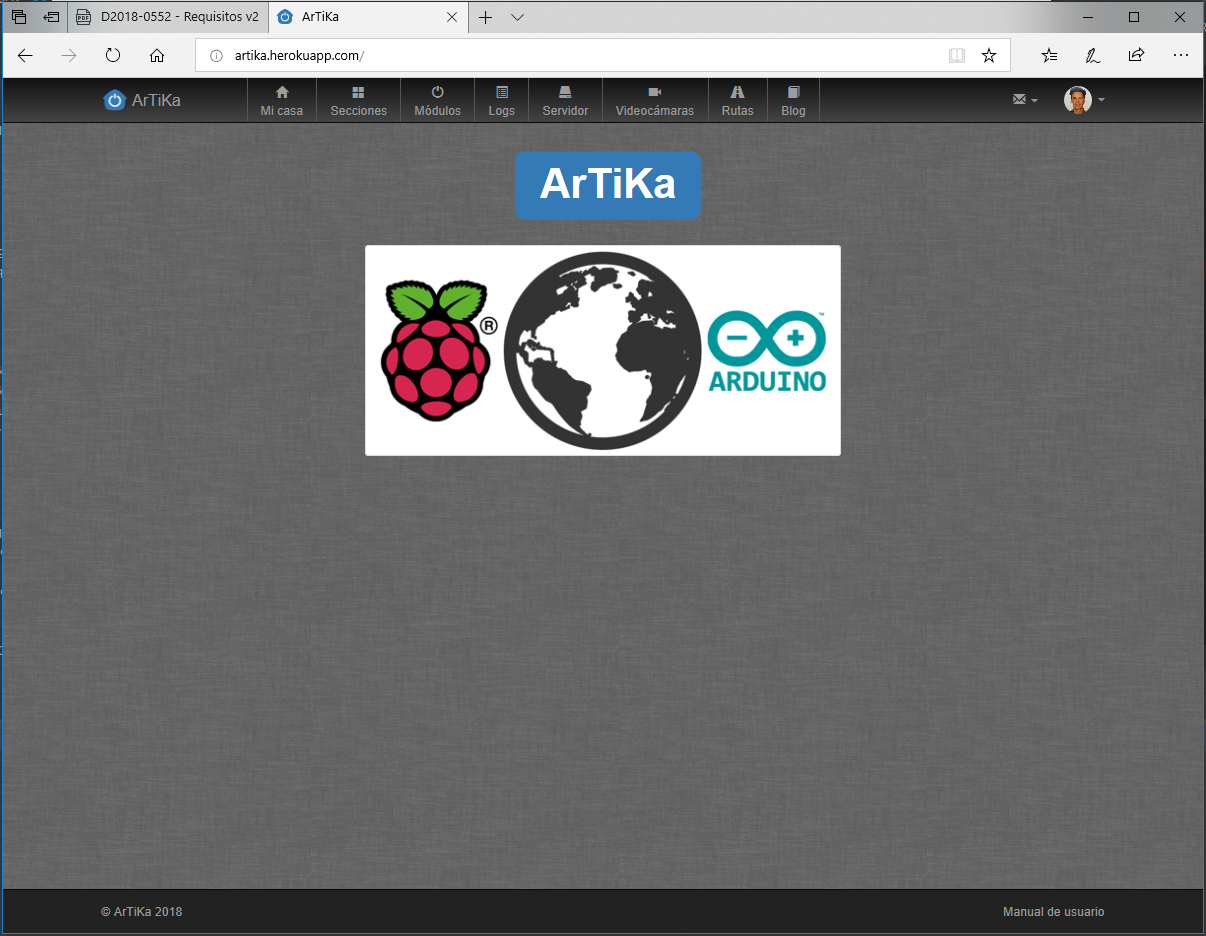 D2018-0552 - Requisitos v2
ArTiKa
artika.herokuapp.com/
ArTiKa
Mi casa
Secciones
Módulos
Logs
Servidor
Videocámaras
Rutas
Blog
ArTiKa
®
™
ARDUINO
© ArTiKa 2018
Manual de usuario